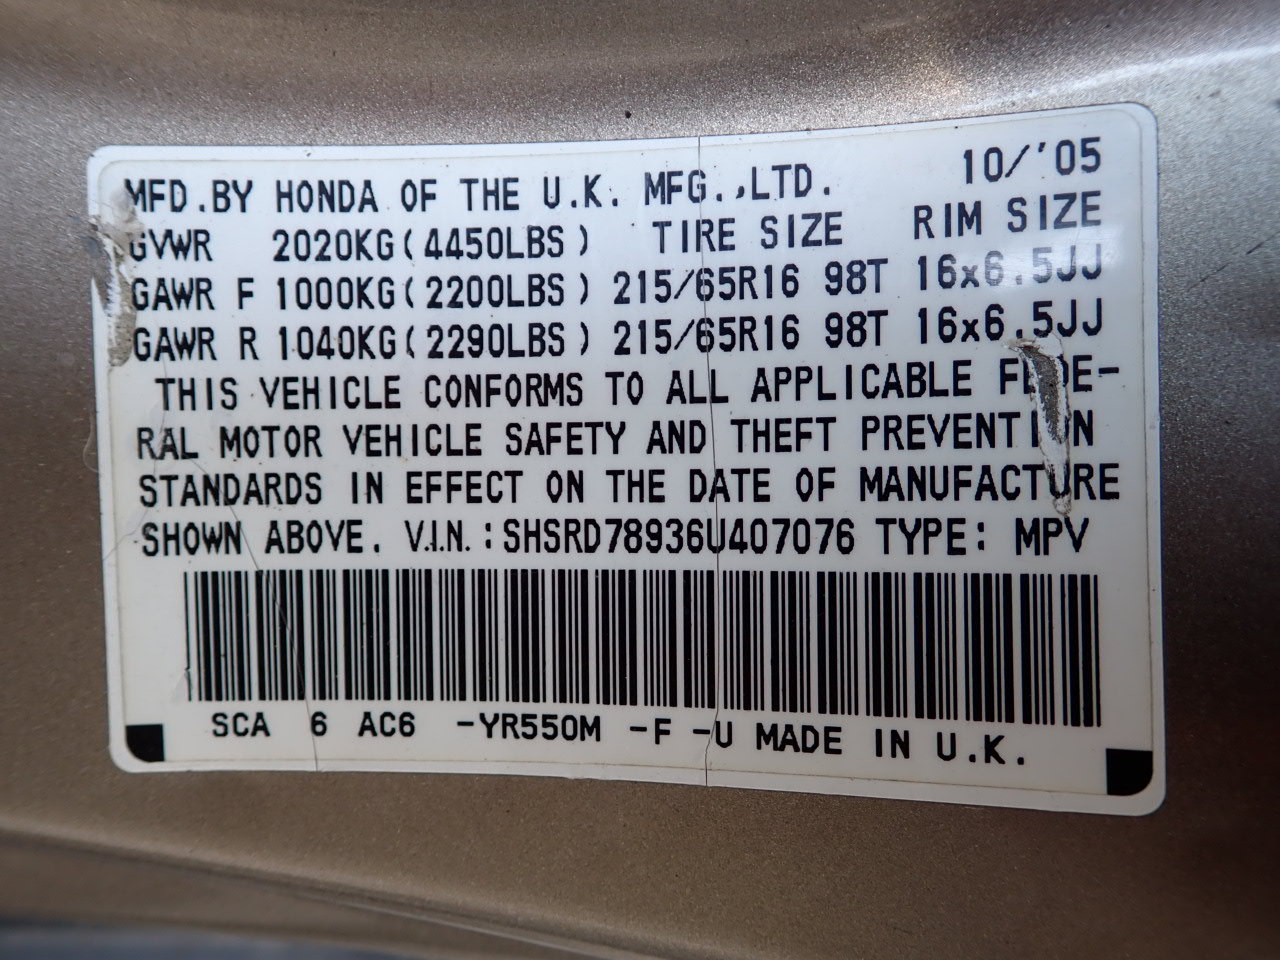 MFD.BY HONDA OF THE U.K. MFG.,LTD. 10/'05
GVWR 2020KG(4450LBS) TIRE SIZE RIM SIZE
GAWR F 1000KG(2200LBS) 215/65R16 98T 16x6.5JJ
GAWR R 1040KG(2290LBS) 215/65R16 98T 16x6.5JJ
THIS VEHICLE CONFORMS TO ALL APPLICABLE FEDE-
RAL MOTOR VEHICLE SAFETY AND THEFT PREVENTION
STANDARDS IN EFFECT ON THE DATE OF MANUFACTURE
SHOWN ABOVE. V.I.N.:SHSRD78936U407076 TYPE: MPV
SCA 6 AC6 -YR550M -F -U MADE IN U.K.